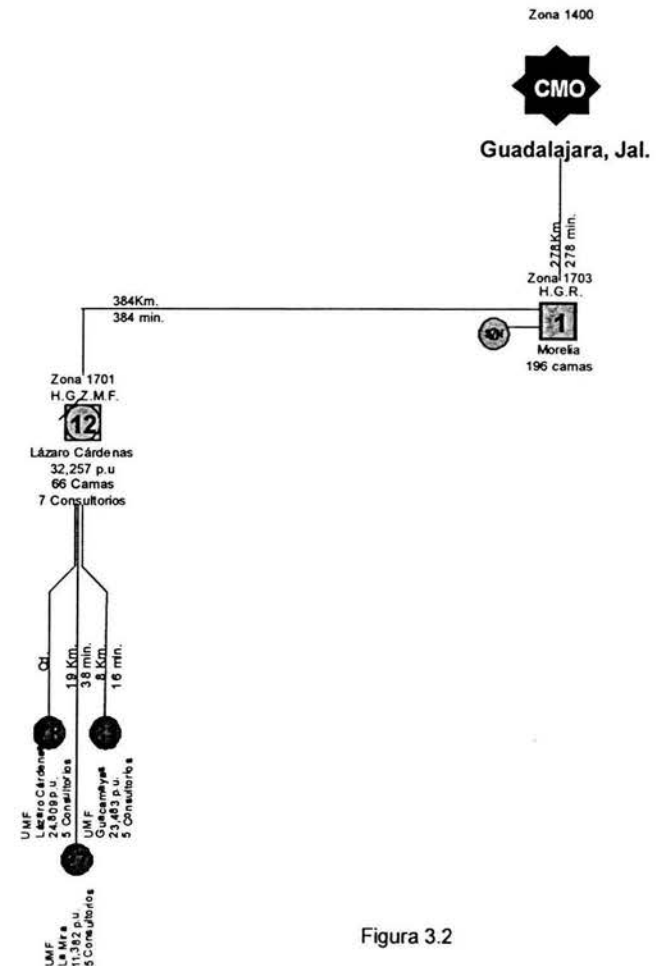 Zona 1400
CMO
Guadalajara, Jal.
278Km.
278 min.
Zona 1703
H.G.R.
1
Morelia
196 camas
384Km.
384 min.
Zona 1701
H.G.Z.M.F.
12
Lázaro Cárdenas
32,257 p.u
66 Camas
7 Consultorios
Cd.
19 Km.
38 min.
8 Km.
16 min.
UMF
Lázaro Cárdenas
24,809 p.u.
5 Consultorios
UMF
Guacamayas
23,483 p.u.
5 Consultorios
UMF
La Mira
11,382 p.u.
5 Consultorios
Figura 3.2